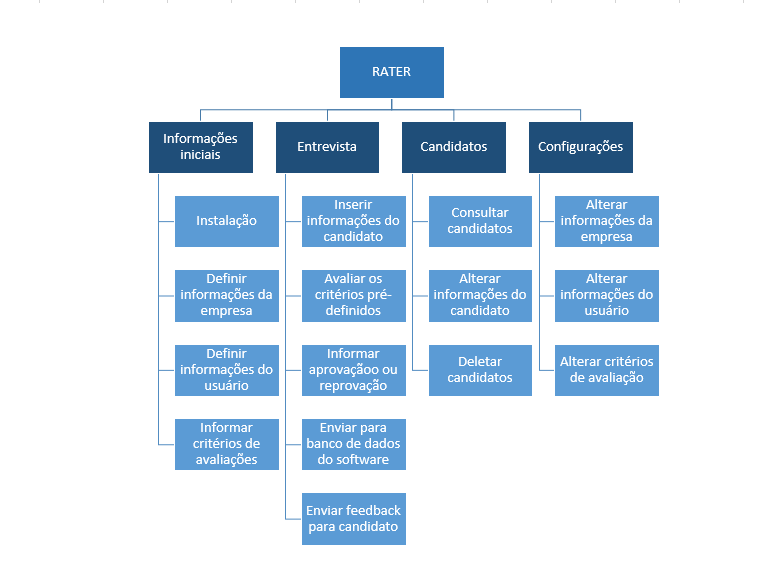 RATER
Informações
iniciais
Instalação
Definir
informações da
empresa
Definir
informações do
usuário
Informar
critérios de
avaliações
Entrevista
Inserir
informações do
candidato
Avaliar os
critérios pré-
definidos
Informar
aprovaçãoo ou
reprovação
Enviar para
banco de dados
do software
Enviar feedback
para candidato
Candidatos
Consultar
candidatos
Alterar
informações do
candidato
Deletar
candidatos
Configurações
Alterar
informações da
empresa
Alterar
informações do
usuário
Alterar critérios
de avaliação